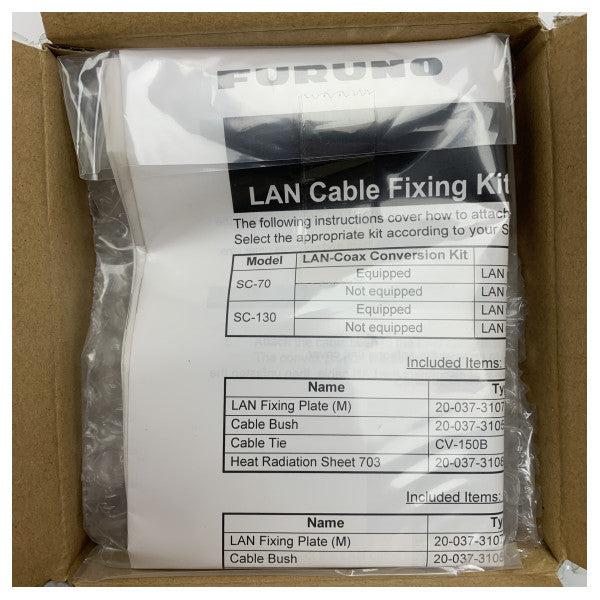 FURUNO
LAN Cable Fixing Kit
The following instructions cover how to attach
Select the appropriate kit according to your S
Model LAN-Coax Conversion Kit
SC-70 Equipped LAN
Not equipped LAN
SC-130 Equipped LAN
Not equipped LAN
Included Items:
Name Ty
LAN Fixing Plate (M) 20-037-3107
Cable Bush 20-037-3105
Cable Tie CV-150B
Heat Radiation Sheet 703 20-037-3106
Included Items:
Name Ty
LAN Fixing Plate (M) 20-037-3107
Cable Bush 20-037-3105